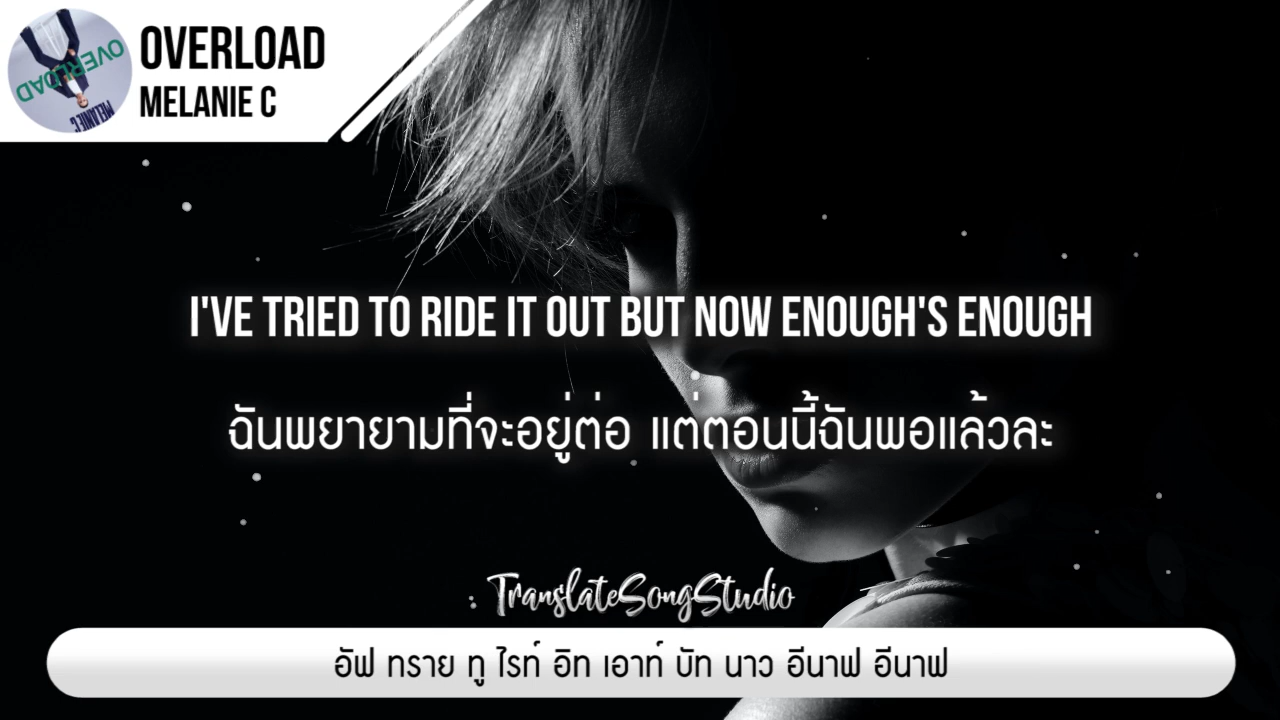 OVERLOAD
MELANIE C
OVERLOAD
MELANIE C
I'VE TRIED TO RIDE IT OUT BUT NOW ENOUGH'S ENOUGH
ฉันพยายามที่จะอยู่ต่อ แต่ตอนนี้ฉันพอแล้วละ
TranslateSongStudio
อัฟ ทราย ทู ไรท์ อิท เอาท์ บัท นาว อีนาฟ อีนาฟ